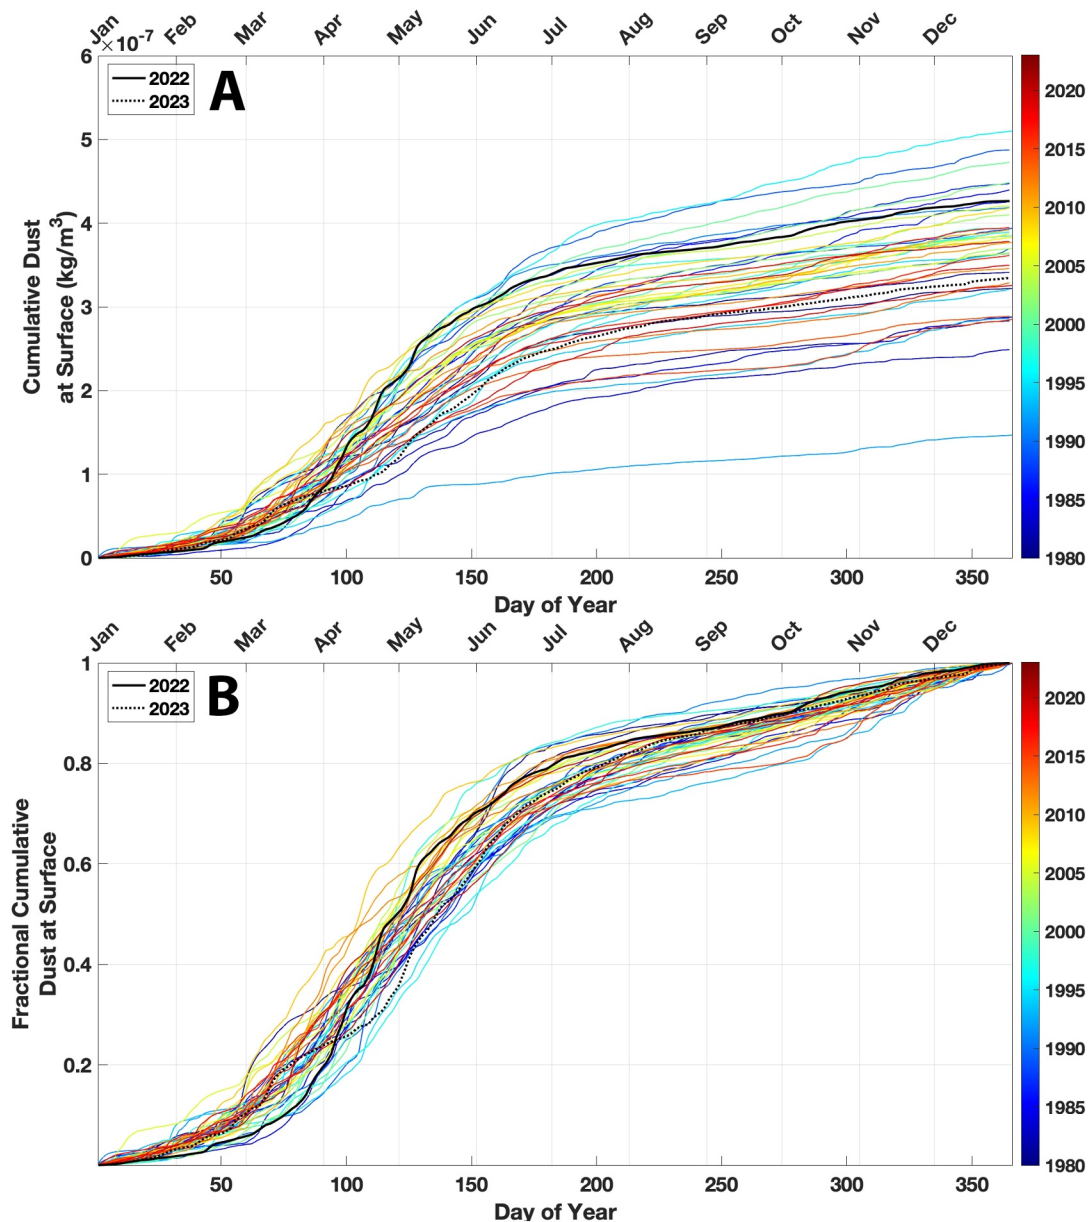 Jan Feb Mar Apr May Jun Jul Aug Sep Oct Nov Dec
×10⁻⁷
2022
2023
A
6
5
4
3
2
1
0
Cumulative Dust
at Surface (kg/m³)
50 100 150 200 250 300 350
Day of Year
2020
2015
2010
2005
2000
1995
1990
1985
1980
Jan Feb Mar Apr May Jun Jul Aug Sep Oct Nov Dec
2022
2023
B
1
0.8
0.6
0.4
0.2
Fractional Cumulative
Dust at Surface
50 100 150 200 250 300 350
Day of Year
2020
2015
2010
2005
2000
1995
1990
1985
1980